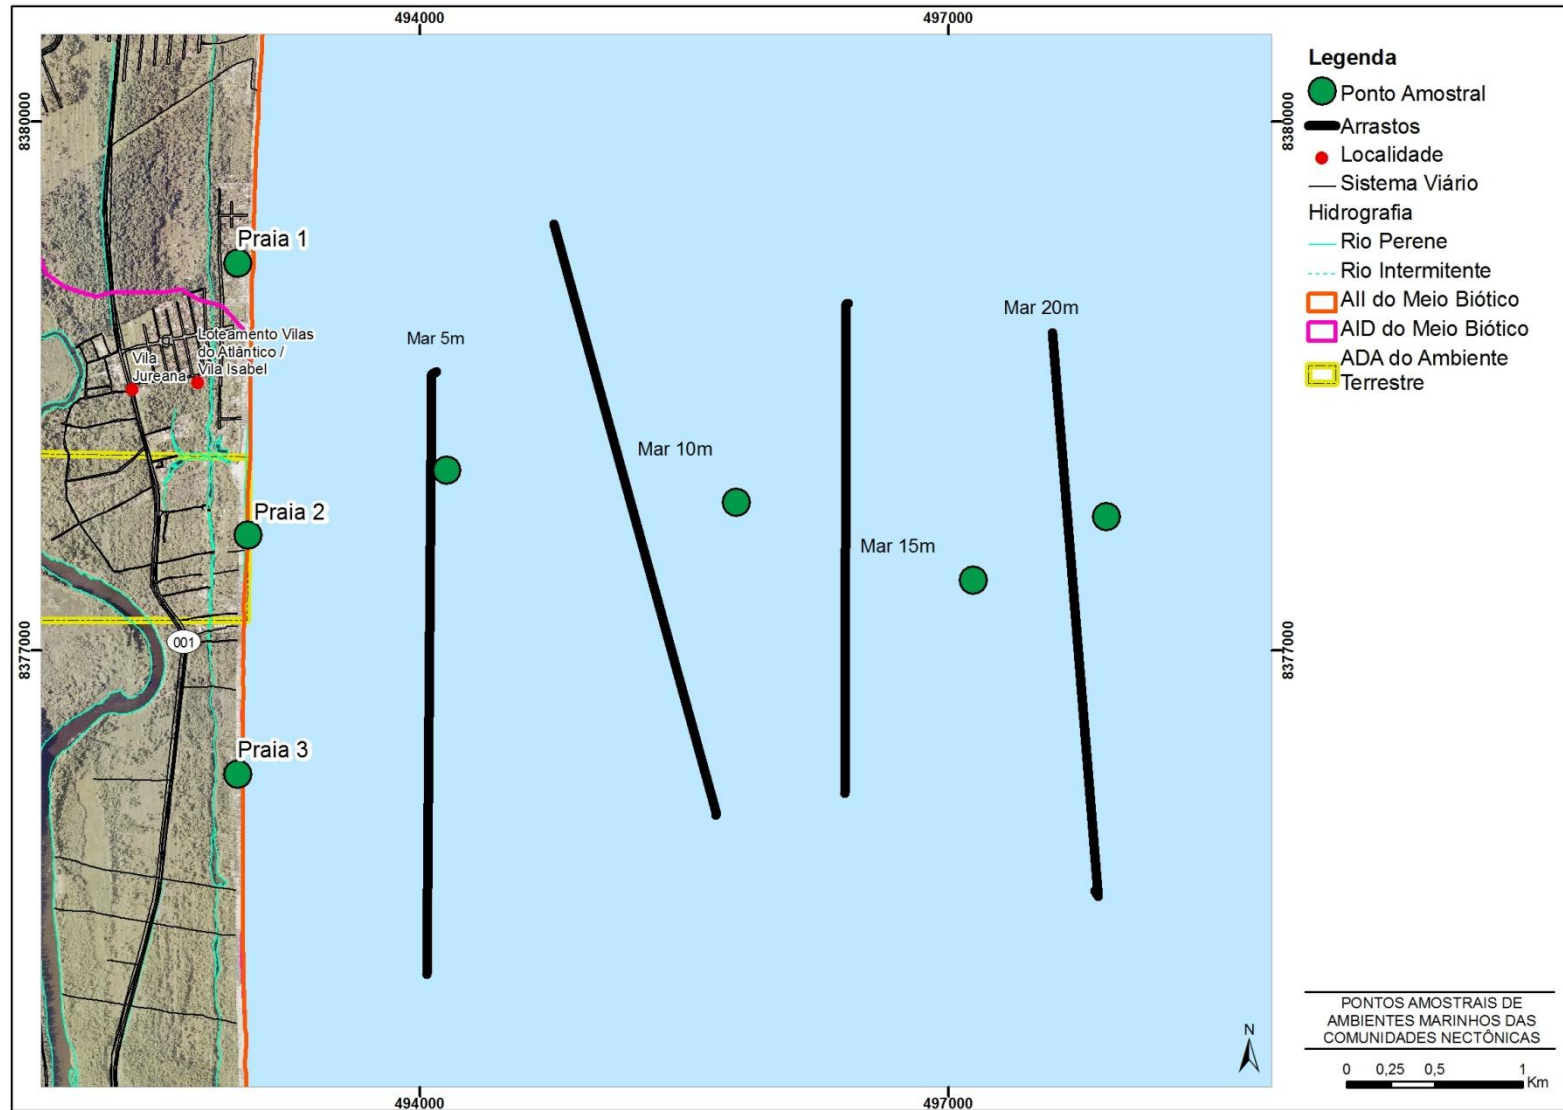 494000
497000
8380000
8380000
Praia 1
Mar 5m
Mar 20m
Loteamento Vilas
do Atlântico /
Vila Isabel
Vila
Jureana
Mar 10m
Praia 2
Mar 15m
001
8377000
8377000
Praia 3
494000
497000
N
Legenda
Ponto Amostral
Arrastos
Localidade
Sistema Viário
Hidrografia
Rio Perene
Rio Intermitente
AII do Meio Biótico
AID do Meio Biótico
ADA do Ambiente
Terrestre
PONTOS AMOSTRAIS DE
AMBIENTES MARINHOS DAS
COMUNIDADES NECTÔNICAS
0 0,25 0,5 1
Km